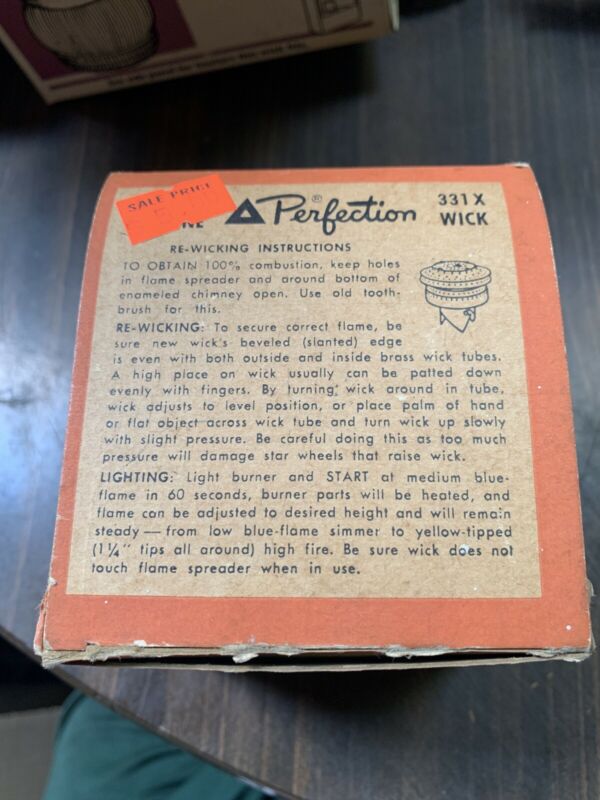 SALE PRICE
Perfection®
331X
WICK
RE-WICKING INSTRUCTIONS
TO OBTAIN 100% combustion, keep holes
in flame spreader and around bottom of
enameled chimney open. Use old tooth-
brush for this.
RE-WICKING: To secure correct flame, be
sure new wick's beveled (slanted) edge
is even with both outside and inside brass wick tubes.
A high place on wick usually can be patted down
evenly with fingers. By turning wick around in tube,
wick adjusts to level position, or place palm of hand
or flat object across wick tube and turn wick up slowly
with slight pressure. Be careful doing this as too much
pressure will damage star wheels that raise wick.
LIGHTING: Light burner and START at medium blue-
flame in 60 seconds, burner parts will be heated, and
flame can be adjusted to desired height and will remain
steady — from low blue-flame simmer to yellow-tipped
(1¼" tips all around) high fire. Be sure wick does not
touch flame spreader when in use.